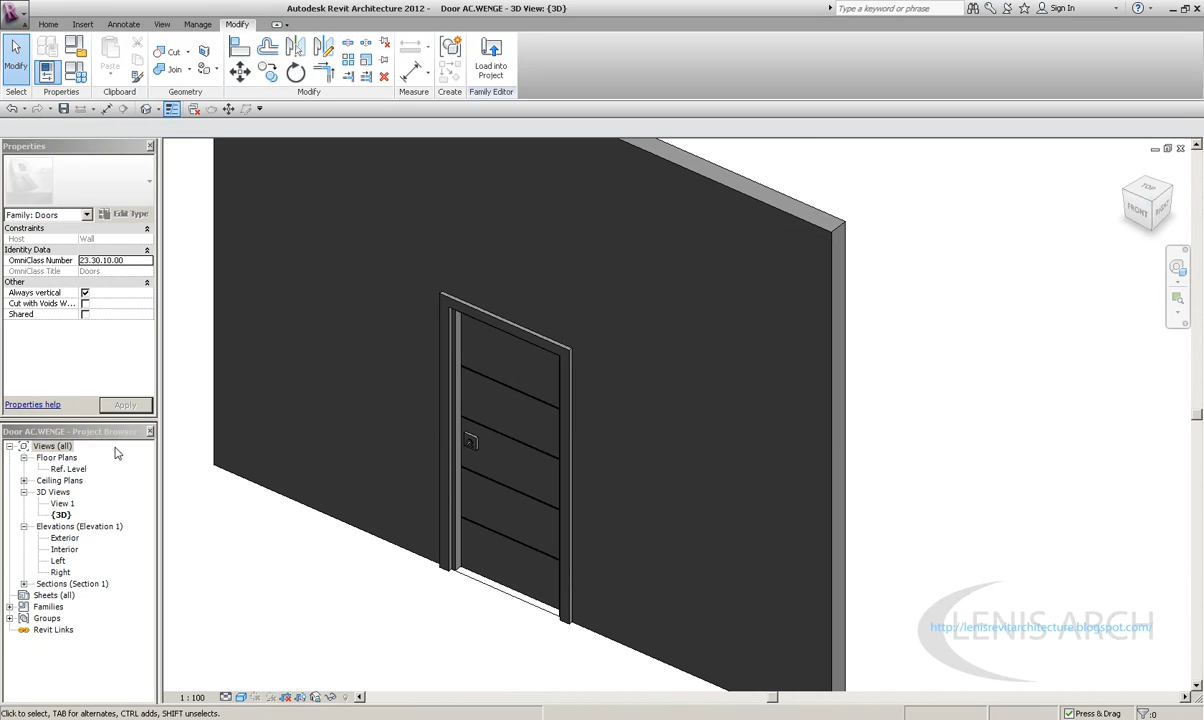 Autodesk Revit Architecture 2012 - Door AC.WENGE - 3D View: {3D}
Type a keyword or phrase
Sign In
Home Insert Annotate View Manage Modify
Modify
Paste
Cut
Join
Load into
Project
Select Properties Clipboard Geometry Modify Measure Create Family Editor
Properties
Family: Doors
Edit Type
Constraints
Host Wall
Identity Data
OmniClass Number 23.30.10.00
OmniClass Title Doors
Other
Always vertical
Cut with Voids W...
Shared
Properties help
Apply
Door AC.WENGE - Project Browser
Views (all)
Floor Plans
Ref. Level
Ceiling Plans
3D Views
View 1
{3D}
Elevations (Elevation 1)
Exterior
Interior
Left
Right
Sections (Section 1)
Sheets (all)
Families
Groups
Revit Links
TOP
FRONT
RIGHT
LENIS ARCH
http://lenisrevitarchitecture.blogspot.com/
1 : 100
Click to select, TAB for alternates, CTRL adds, SHIFT unselects.
Press & Drag
:0